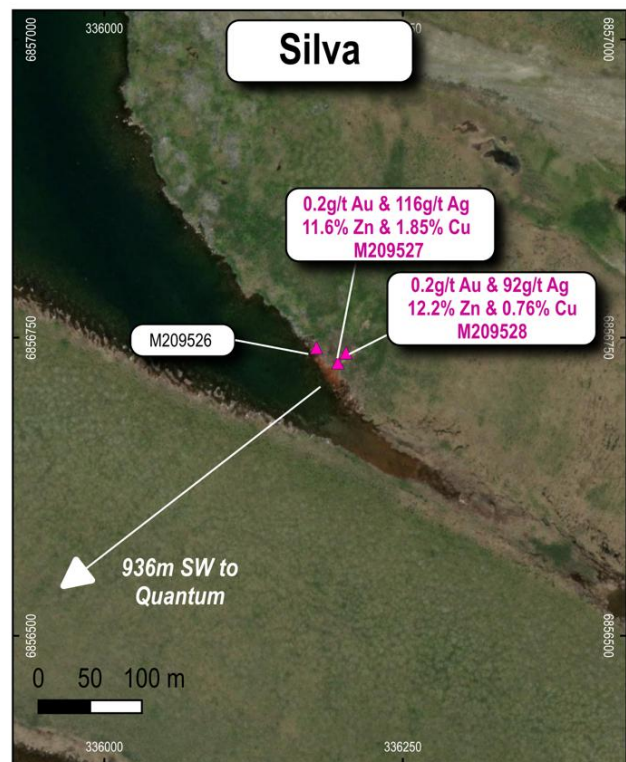 336000
250
6857000
6857000
Silva
0.2g/t Au & 116g/t Ag
11.6% Zn & 1.85% Cu
M209527
0.2g/t Au & 92g/t Ag
12.2% Zn & 0.76% Cu
M209528
M209526
6856750
6856750
936m SW to
Quantum
6856500
6856500
0 50 100 m
336000
336250